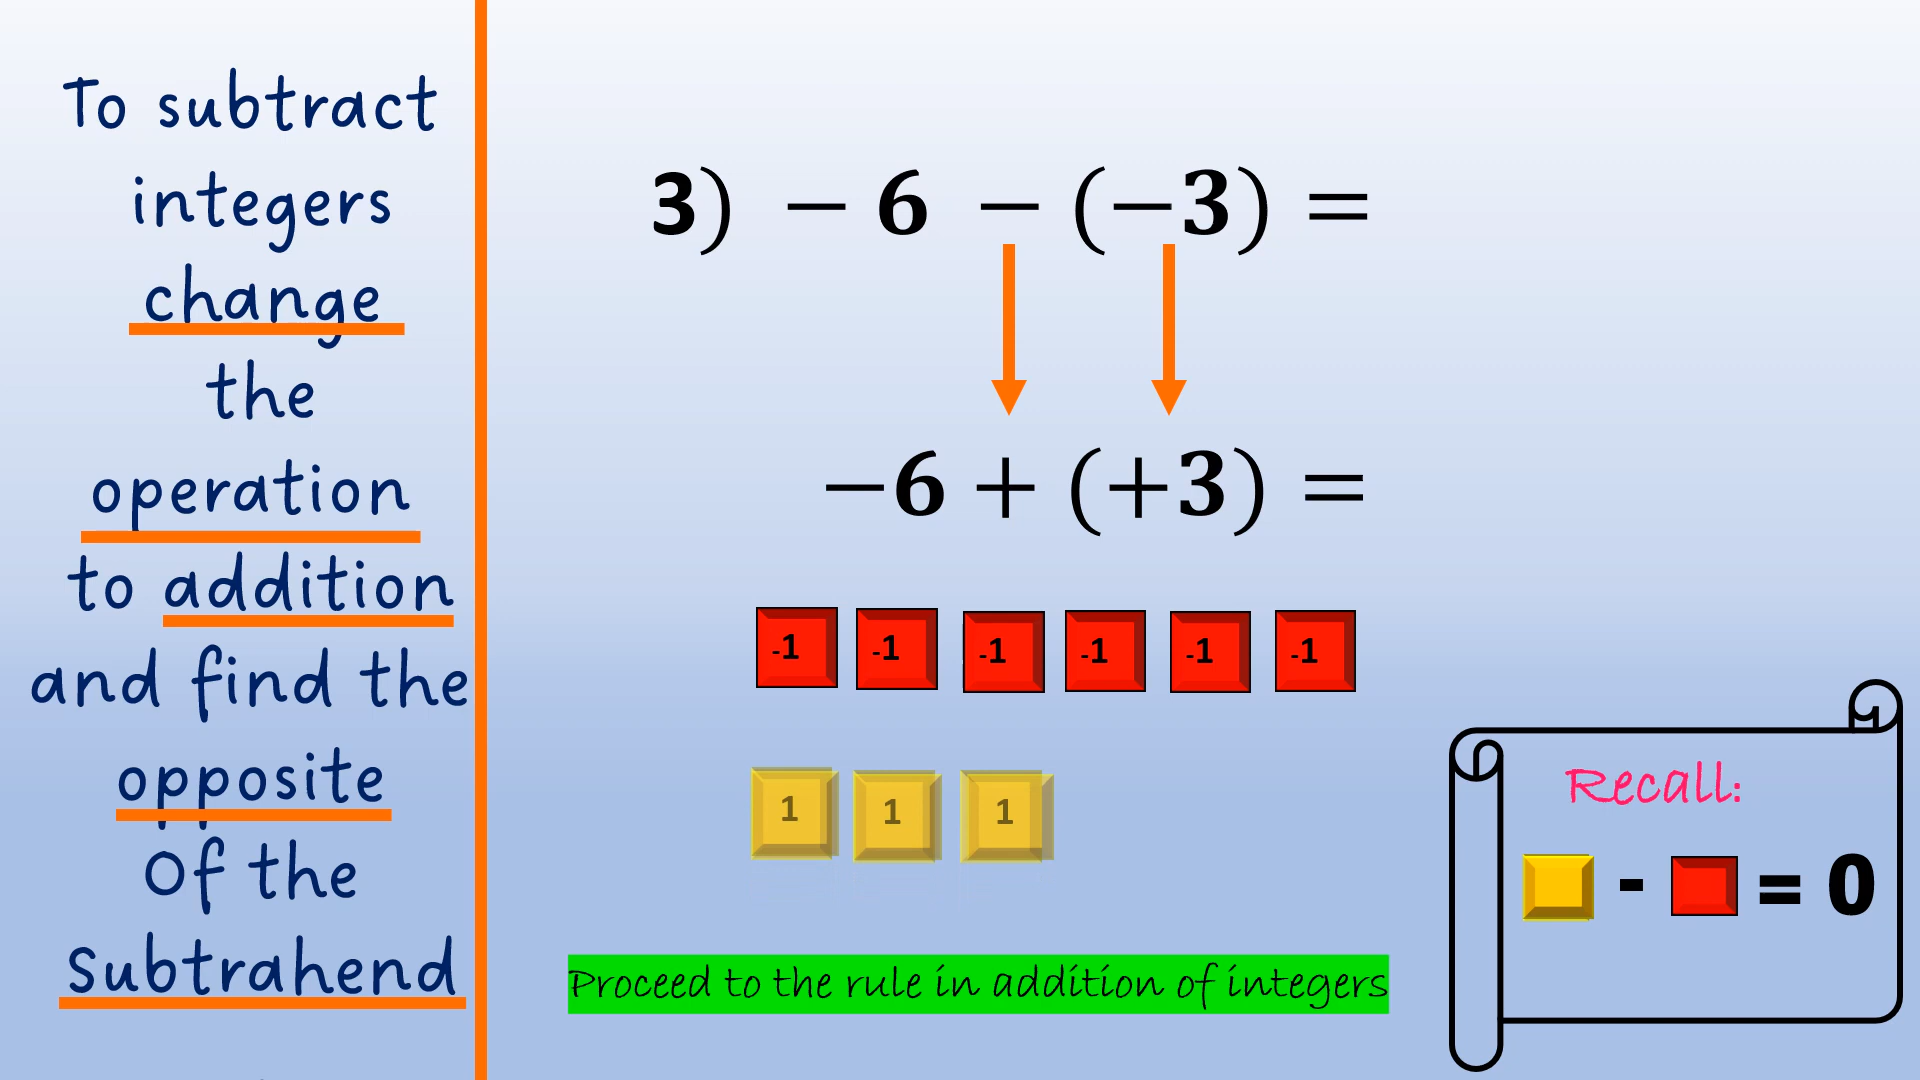 To subtract
integers
change
the
operation
to addition
and find the
opposite
Of the
Subtrahend
3) − 6 − (−3) =
−6 + (+3) =
-1 -1 -1 -1 -1 -1
1 1 1
Proceed to the rule in addition of integers
Recall:
- = 0